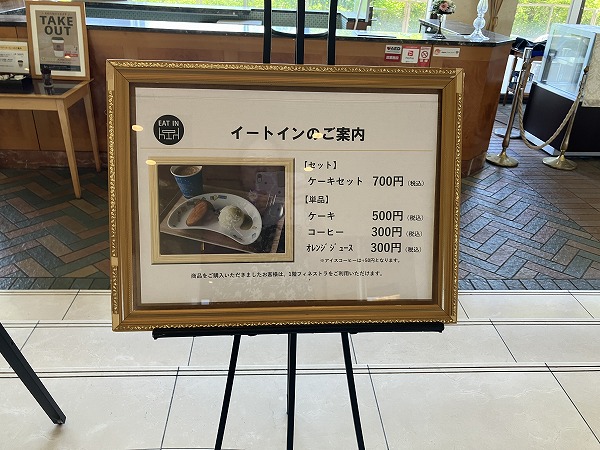 TAKE
OUT
EAT IN
イートインのご案内
【セット】
ケーキセット 700円(税込)
【単品】
ケーキ 500円(税込)
コーヒー 300円(税込)
オレンジジュース 300円(税込)
※アイスコーヒーは+50円となります。
商品をご購入いただきましたお客様は、1階フィネストラをご利用いただけます。